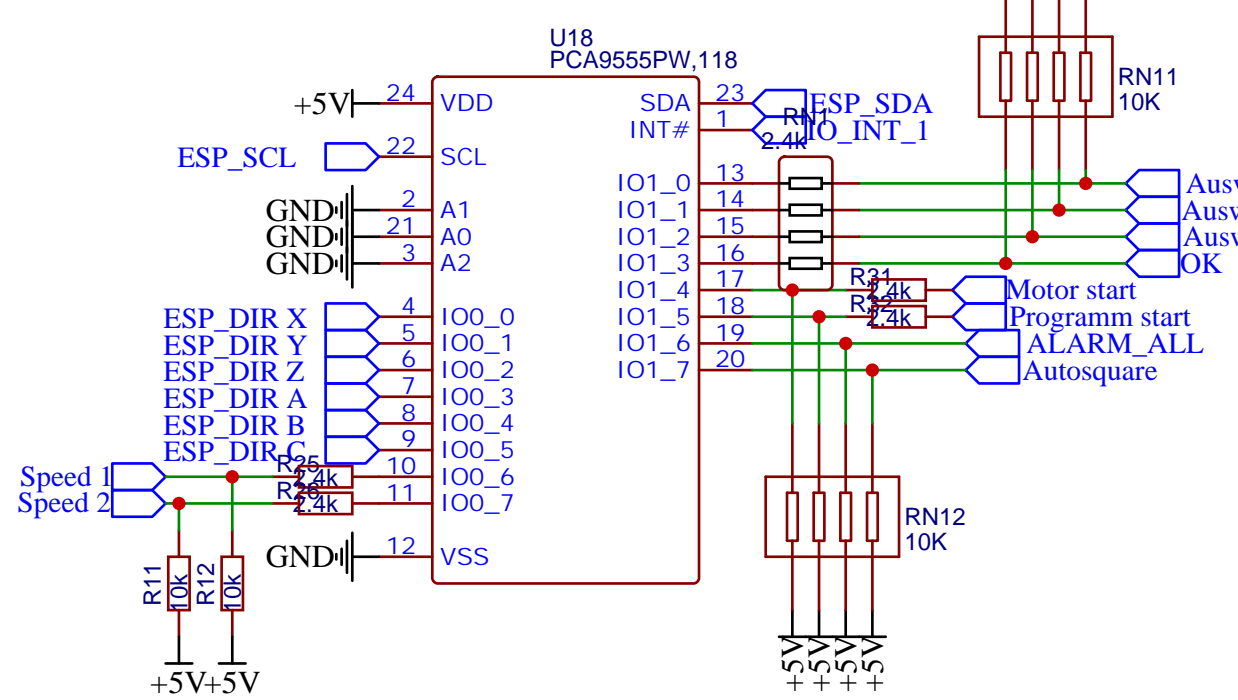 U18
PCA9555PW,118
RN11
10K
+5V
24
VDD
SDA
23
ESP_SDA
INT#
1
IO_INT_1
RN1
2.4k
ESP_SCL
22
SCL
IO1_0
13
IO1_1
14
IO1_2
15
IO1_3
16
OK
GND
2
A1
GND
21
A0
GND
3
A2
IO1_4
17
R31
2.4k
Motor start
IO1_5
18
2.4k
Programm start
IO1_6
19
ALARM_ALL
IO1_7
20
Autosquare
ESP_DIR X
4
IO0_0
ESP_DIR Y
5
IO0_1
ESP_DIR Z
6
IO0_2
ESP_DIR A
7
IO0_3
ESP_DIR B
8
IO0_4
ESP_DIR C
9
IO0_5
Speed 1
R25
2.4k
10
IO0_6
Speed 2
R26
2.4k
11
IO0_7
GND
12
VSS
RN12
10K
R11
10k
R12
10k
+5V
+5V
+5V
+5V
+5V
+5V